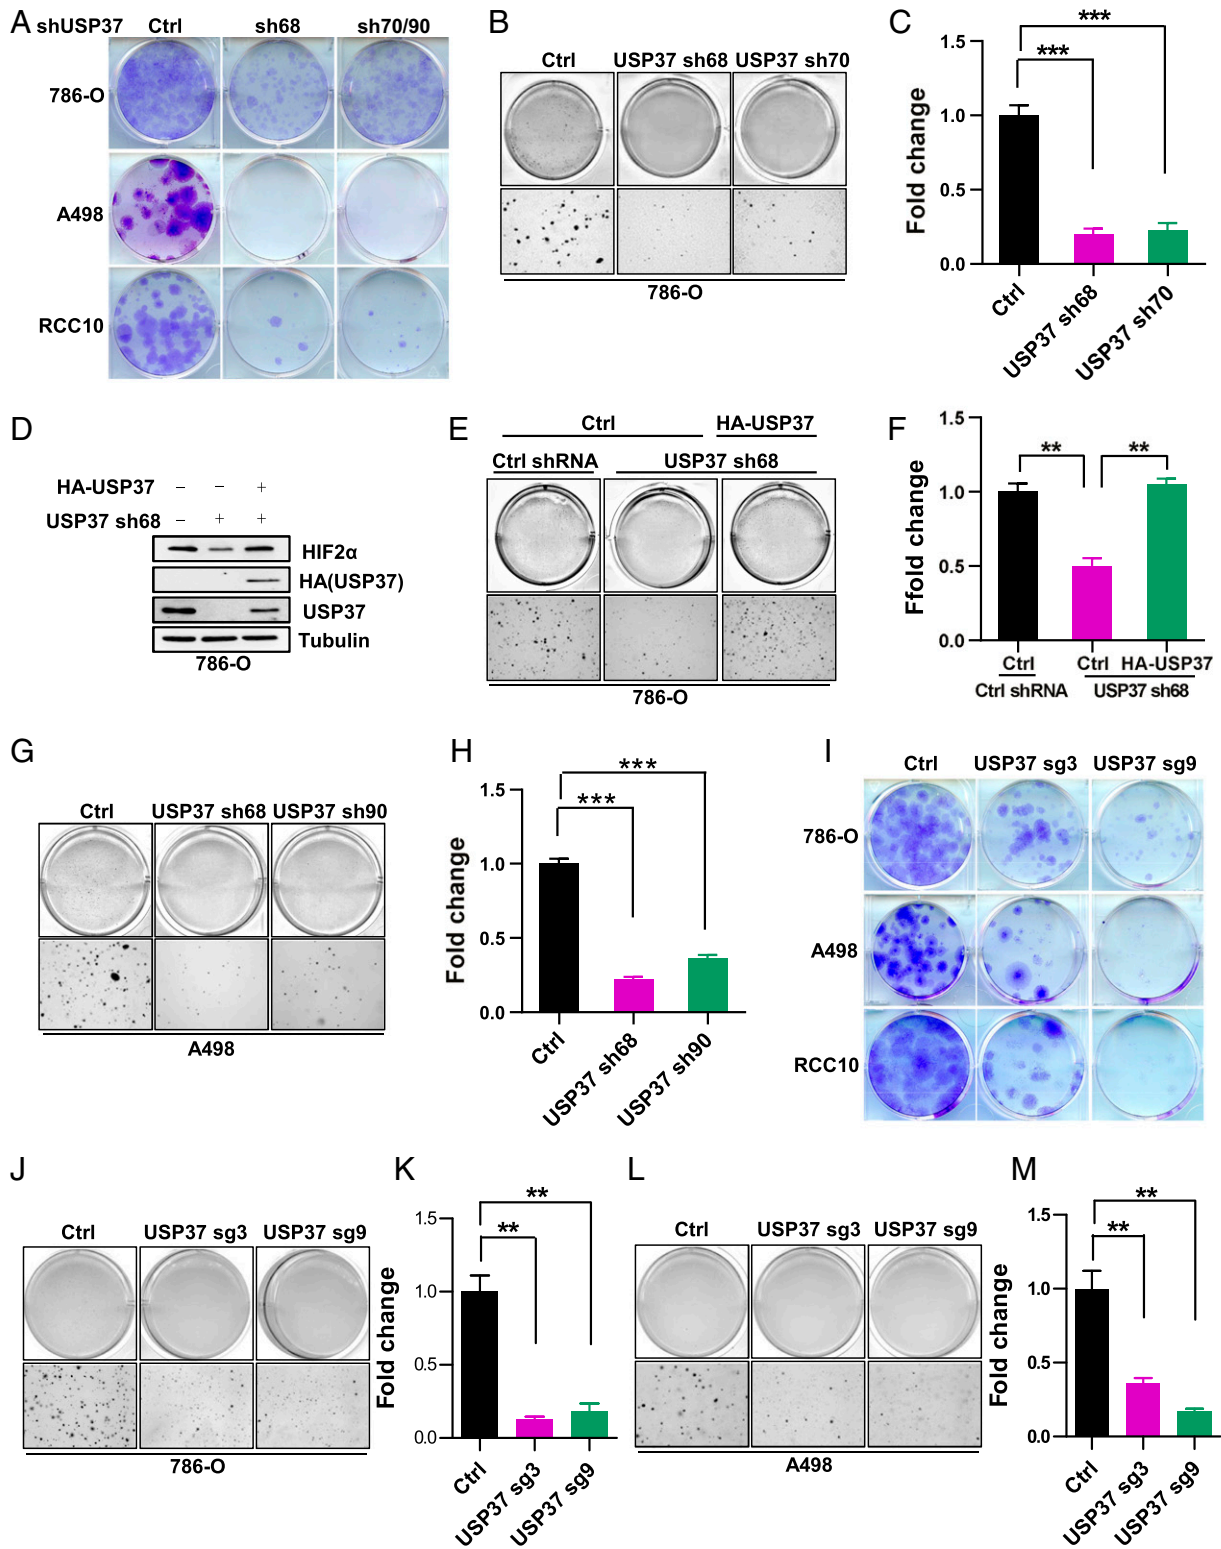 A
shUSP37 Ctrl sh68 sh70/90
786-O
A498
RCC10
B
Ctrl USP37 sh68 USP37 sh70
786-O
C
***
***
Fold change
1.5
1.0
0.5
0.0
Ctrl
USP37 sh68
USP37 sh70
D
HA-USP37 – – +
USP37 sh68 – + +
HIF2α
HA(USP37)
USP37
Tubulin
786-O
E
Ctrl HA-USP37
Ctrl shRNA USP37 sh68
786-O
F
** **
Ffold change
1.5
1.0
0.5
0.0
Ctrl Ctrl HA-USP37
Ctrl shRNA USP37 sh68
G
Ctrl USP37 sh68 USP37 sh90
A498
H
***
***
Fold change
1.5
1.0
0.5
0.0
Ctrl
USP37 sh68
USP37 sh90
I
Ctrl USP37 sg3 USP37 sg9
786-O
A498
RCC10
J
Ctrl USP37 sg3 USP37 sg9
786-O
K
**
**
Fold change
1.5
1.0
0.5
0.0
Ctrl
USP37 sg3
USP37 sg9
L
Ctrl USP37 sg3 USP37 sg9
A498
M
**
**
Fold change
1.5
1.0
0.5
0.0
Ctrl
USP37 sg3
USP37 sg9